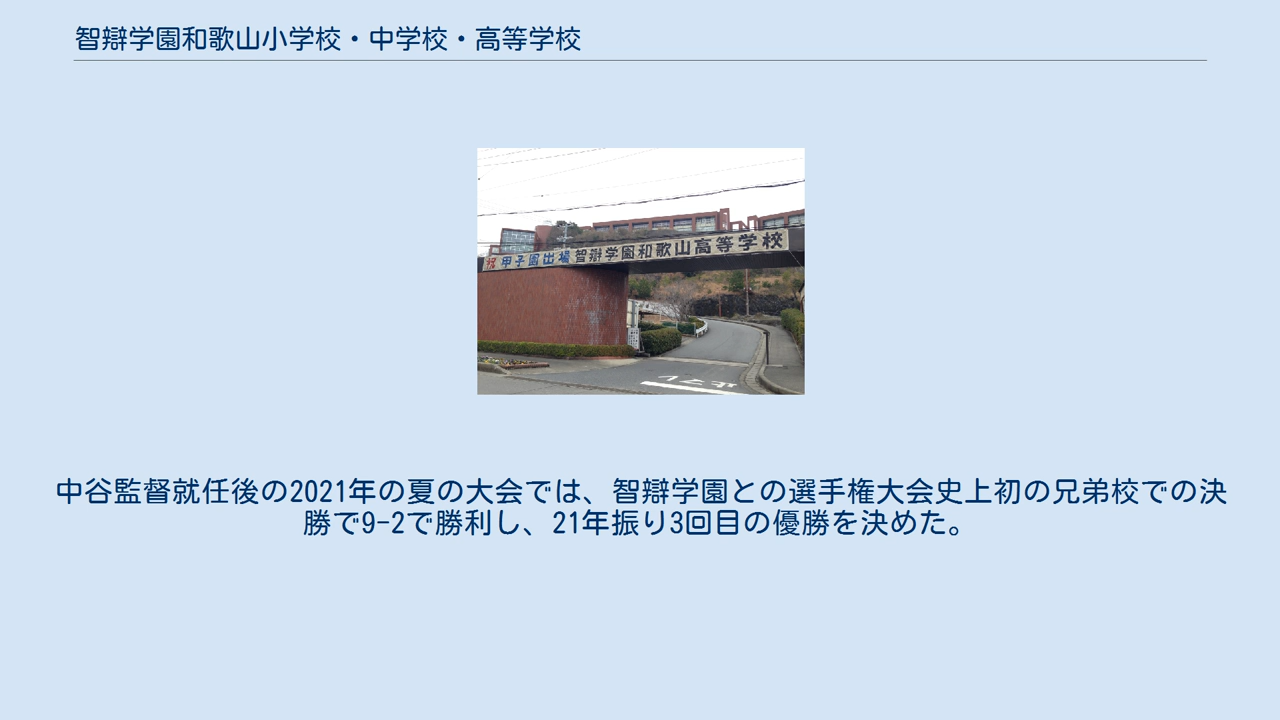 智辯学園和歌山小学校・中学校・高等学校
祝 甲子園出場 智辯学園和歌山高等学校
中谷監督就任後の2021年の夏の大会では、智辯学園との選手権大会史上初の兄弟校での決
勝で9-2で勝利し、21年振り3回目の優勝を決めた。